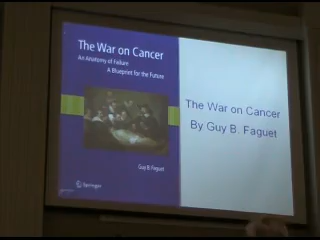 The War on Cancer
An Anatomy of Failure
A Blueprint for the Future
Guy B. Faguet
Springer
The War on Cancer
By Guy B. Faguet